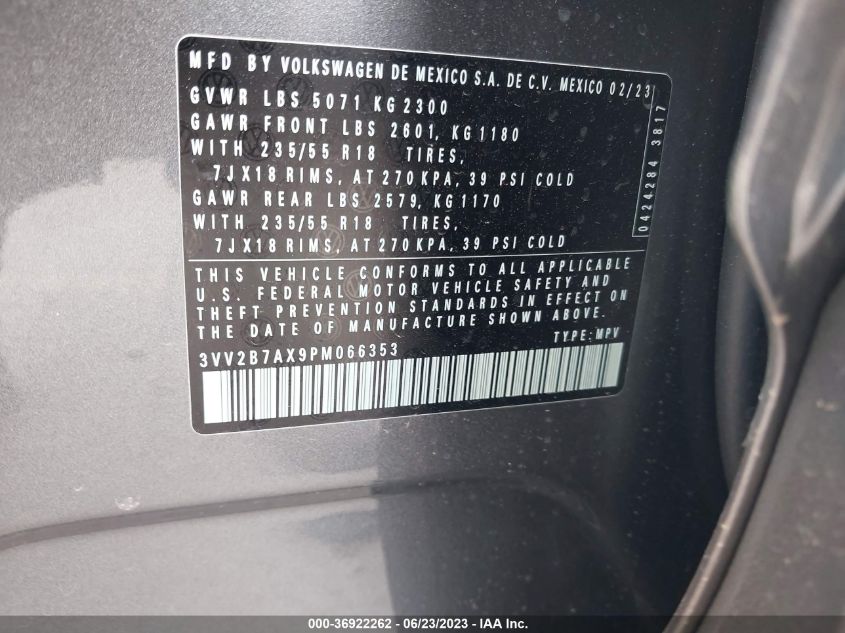 MFD BY VOLKSWAGEN DE MEXICO S.A. DE C.V. MEXICO 02/23
GVWR LBS 5071 KG 2300
GAWR FRONT LBS 2601, KG 1180
WITH 235/55 R18 TIRES,
7JX18 RIMS, AT 270 KPA, 39 PSI COLD
GAWR REAR LBS 2579, KG 1170
WITH 235/55 R18 TIRES,
7JX18 RIMS, AT 270 KPA, 39 PSI COLD
0424284 3817
THIS VEHICLE CONFORMS TO ALL APPLICABLE
U.S. FEDERAL MOTOR VEHICLE SAFETY AND
THEFT PREVENTION STANDARDS IN EFFECT ON
THE DATE OF MANUFACTURE SHOWN ABOVE.
TYPE: MPV
3VV2B7AX9PM066353
000-36922262 - 06/23/2023 - IAA Inc.